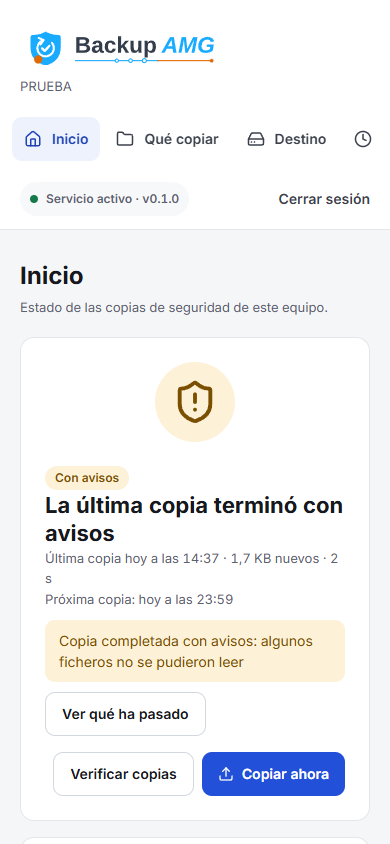 Backup AMG
PRUEBA
Inicio
Qué copiar
Destino
Servicio activo · v0.1.0
Cerrar sesión
Inicio
Estado de las copias de seguridad de este equipo.
Con avisos
La última copia terminó con
avisos
Última copia hoy a las 14:37 · 1,7 KB nuevos · 2
s
Próxima copia: hoy a las 23:59
Copia completada con avisos: algunos
ficheros no se pudieron leer
Ver qué ha pasado
Verificar copias
Copiar ahora